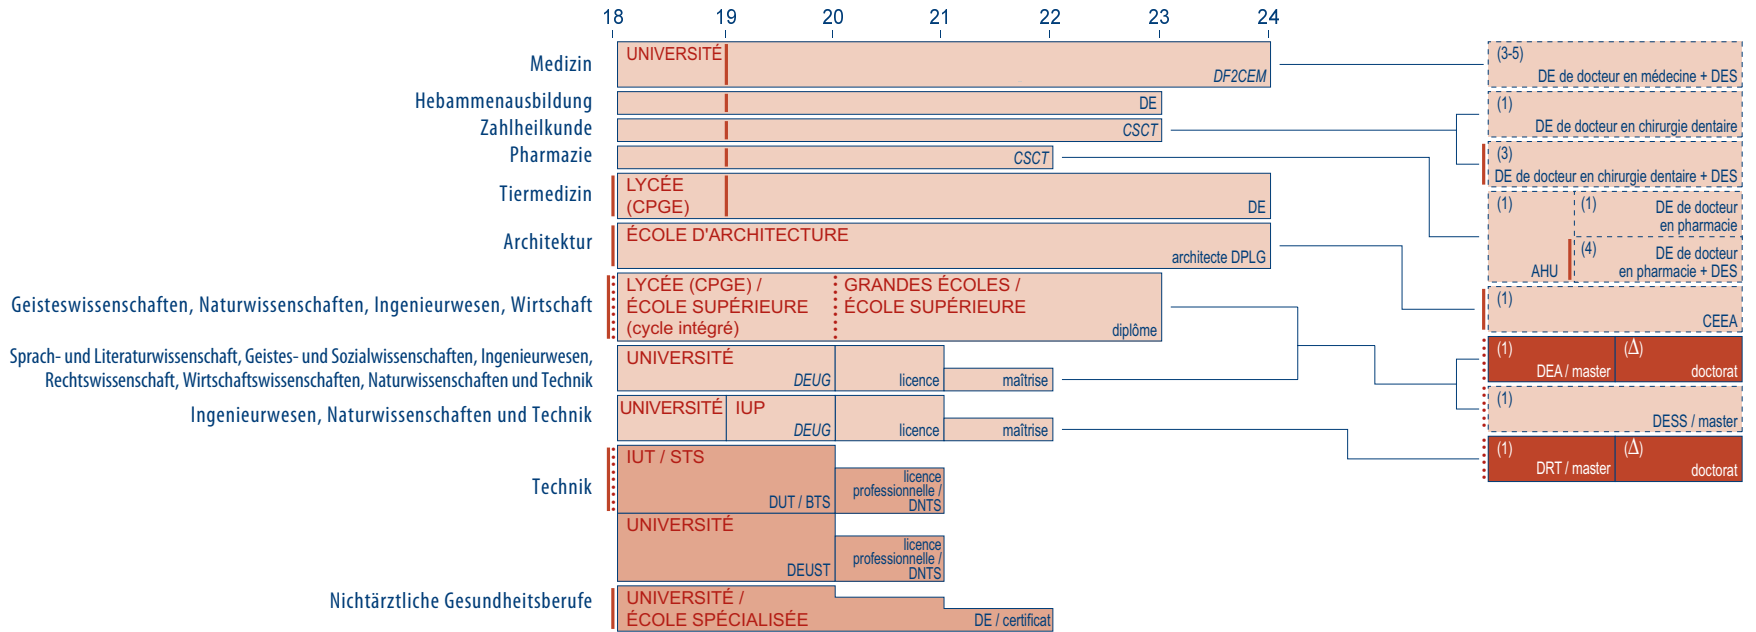 18 19 20 21 22 23 24
Medizin
UNIVERSITÉ
DF2CEM
(3-5)
DE de docteur en médecine + DES
Hebammenausbildung
DE
(1)
DE de docteur en chirurgie dentaire
Zahlheilkunde
CSCT
Pharmazie
CSCT
(3)
DE de docteur en chirurgie dentaire + DES
Tiermedizin
LYCÉE
(CPGE)
DE
(1)
AHU
(1)
DE de docteur
en pharmacie
(4)
DE de docteur
en pharmacie + DES
Architektur
ÉCOLE D'ARCHITECTURE
architecte DPLG
(1)
CEEA
Geisteswissenschaften, Naturwissenschaften, Ingenieurwesen, Wirtschaft
LYCÉE (CPGE) /
ÉCOLE SUPÉRIEURE
(cycle intégré)
GRANDES ÉCOLES /
ÉCOLE SUPÉRIEURE
diplôme
Sprach- und Literaturwissenschaft, Geistes- und Sozialwissenschaften, Ingenieurwesen,
Rechtswissenschaft, Wirtschaftswissenschaften, Naturwissenschaften und Technik
UNIVERSITÉ
DEUG
licence
maîtrise
(1)
DEA / master
(Δ)
doctorat
(1)
DESS / master
Ingenieurwesen, Naturwissenschaften und Technik
UNIVERSITÉ
IUP
DEUG
licence
maîtrise
(1)
DRT / master
(Δ)
doctorat
Technik
IUT / STS
DUT / BTS
licence
professionnelle /
DNTS
UNIVERSITÉ
DEUST
licence
professionnelle /
DNTS
Nichtärztliche Gesundheitsberufe
UNIVERSITÉ /
ÉCOLE SPÉCIALISÉE
DE / certificat